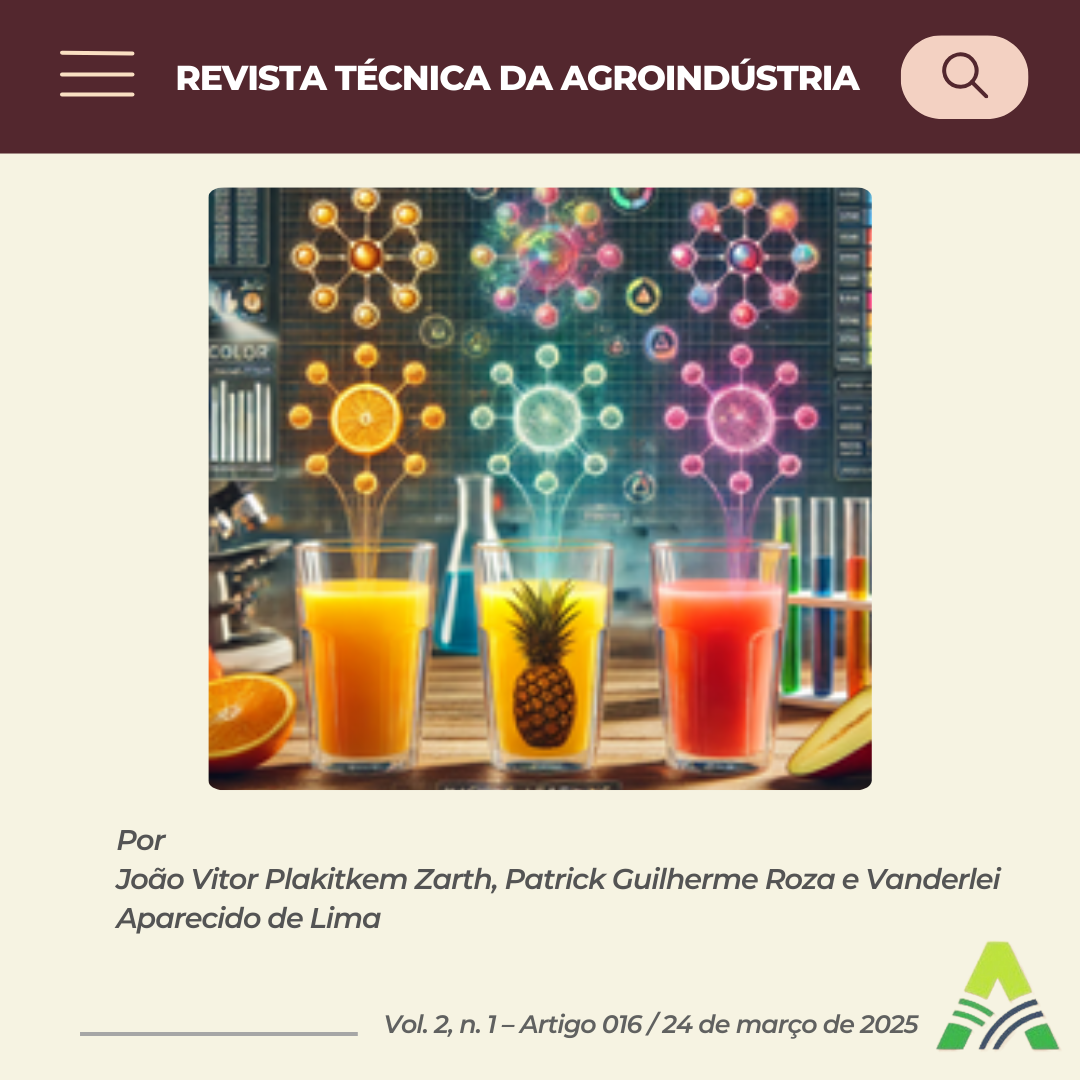 REVISTA TÉCNICA DA AGROINDÚSTRIA
COLOR
Por
João Vitor Plakitkem Zarth, Patrick Guilherme Roza e Vanderlei
Aparecido de Lima
Vol. 2, n. 1 – Artigo 016 / 24 de março de 2025